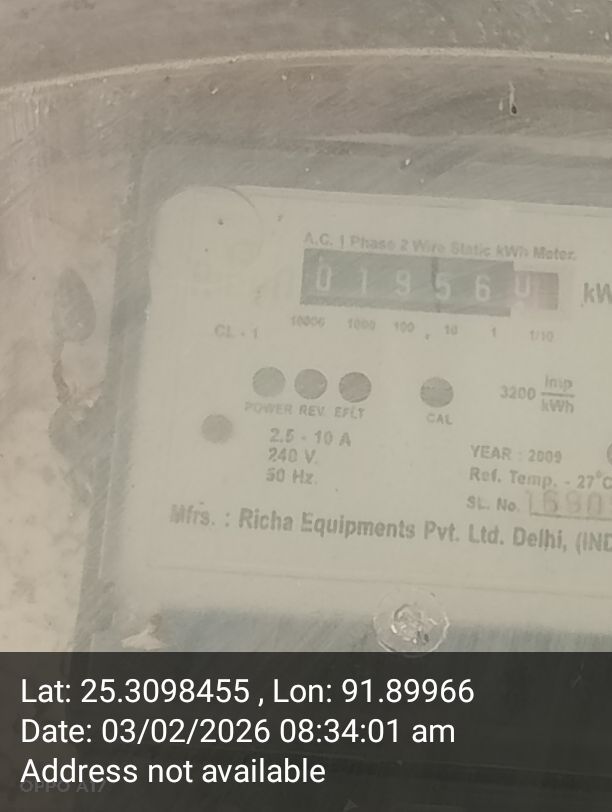 A.C. 1 Phase 2 Wire Static kWh Meter.
0 1 9 5 6
10000 1000 100 10 1 1/10
CL - 1
3200 imp/kWh
POWER REV. EFLT
CAL
2.5 - 10 A
240 V.
50 Hz.
YEAR : 2009
Ref. Temp. - 27°C
SL. No.
Mfrs. : Richa Equipments Pvt. Ltd. Delhi, (IND
Lat: 25.3098455 , Lon: 91.89966
Date: 03/02/2026 08:34:01 am
Address not available
OPPO A17